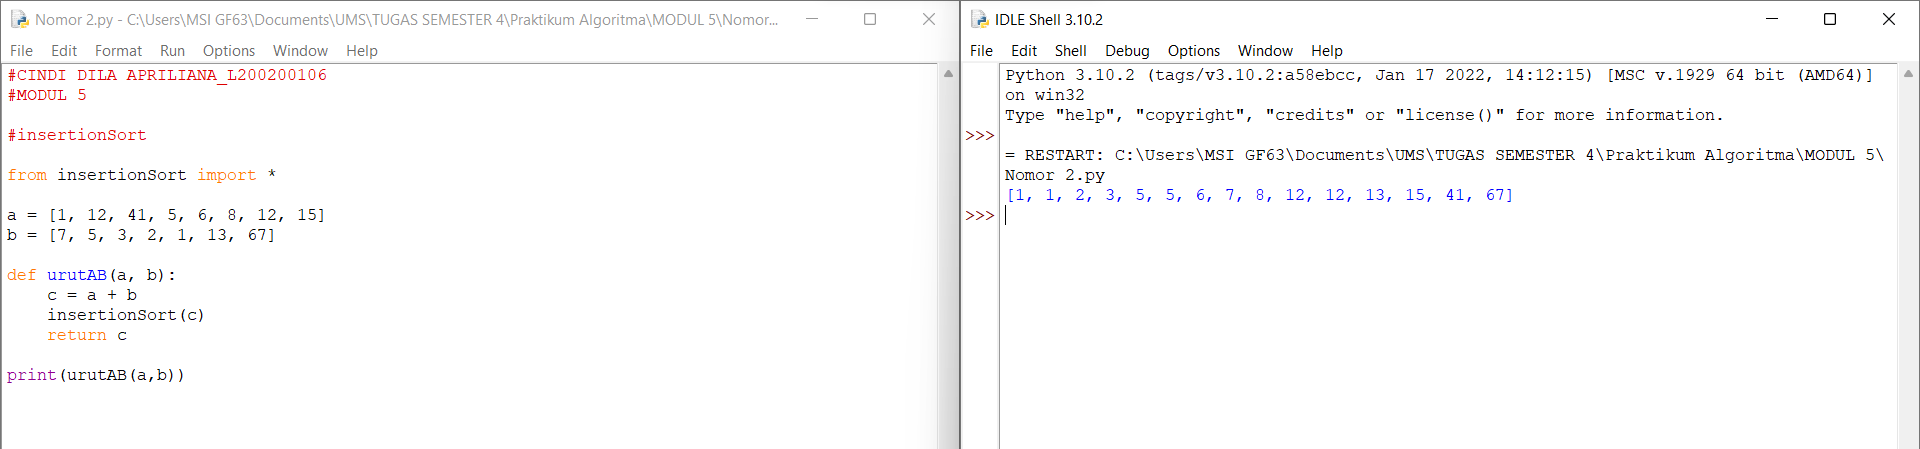 Nomor 2.py - C:\Users\MSI GF63\Documents\UMS\TUGAS SEMESTER 4\Praktikum Algoritma\MODUL 5\Nomor...
File Edit Format Run Options Window Help
#CINDI DILA APRILIANA_L200200106
#MODUL 5
#insertionSort
from insertionSort import *
a = [1, 12, 41, 5, 6, 8, 12, 15]
b = [7, 5, 3, 2, 1, 13, 67]
def urutAB(a, b):
    c = a + b
    insertionSort(c)
    return c
print(urutAB(a,b))
IDLE Shell 3.10.2
File Edit Shell Debug Options Window Help
Python 3.10.2 (tags/v3.10.2:a58ebcc, Jan 17 2022, 14:12:15) [MSC v.1929 64 bit (AMD64)]
on win32
Type "help", "copyright", "credits" or "license()" for more information.
>>>
= RESTART: C:\Users\MSI GF63\Documents\UMS\TUGAS SEMESTER 4\Praktikum Algoritma\MODUL 5\
Nomor 2.py
[1, 1, 2, 3, 5, 5, 6, 7, 8, 12, 12, 13, 15, 41, 67]
>>>